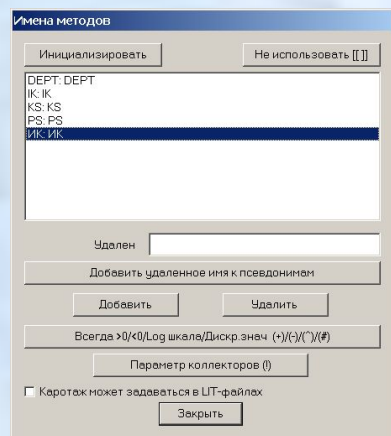 Имена методов
Инициализировать Не использовать [[ ]]
DEPT: DEPT
IK: IK
KS: KS
PS: PS
ИК: ИК
Удален
Добавить удаленное имя к псевдонимам
Добавить Удалить
Всегда >0/<0/Log шкала/Дискр.знач (+)/(-)/(^)/(#)
Параметр коллекторов (!)
Каротаж может задаваться в LIT-файлах
Закрыть